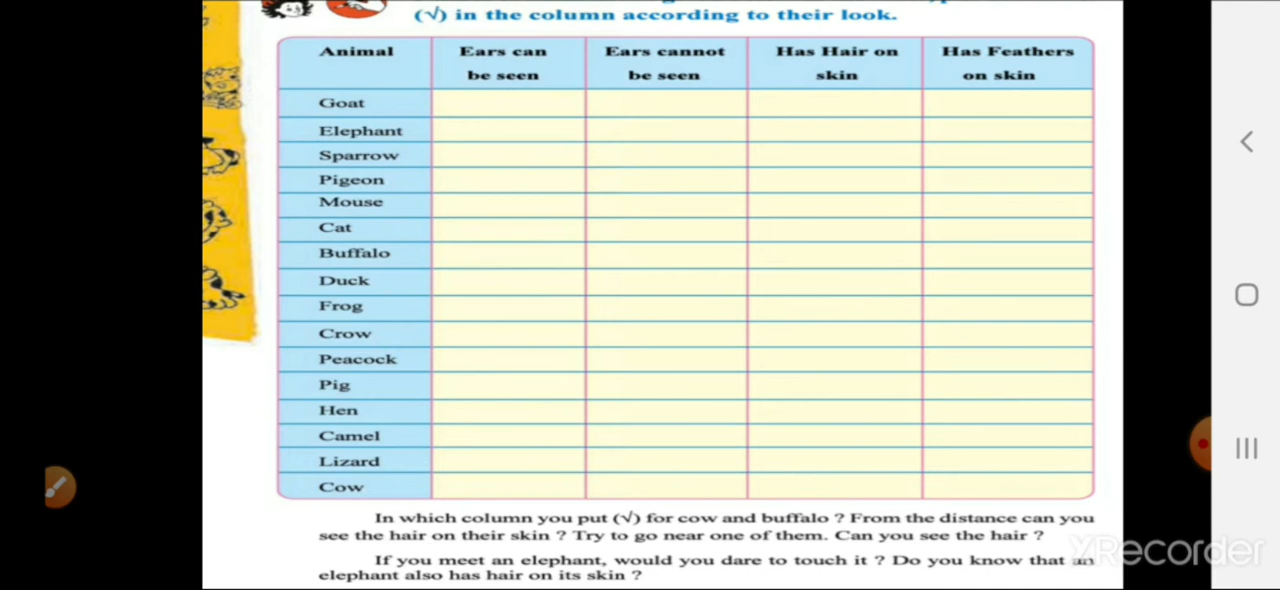 (√) in the column according to their look.
Animal Ears can be seen Ears cannot be seen Has Hair on skin Has Feathers on skin
Goat
Elephant
Sparrow
Pigeon
Mouse
Cat
Buffalo
Duck
Frog
Crow
Peacock
Pig
Hen
Camel
Lizard
Cow
In which column you put (√) for cow and buffalo ? From the distance can you
see the hair on their skin ? Try to go near one of them. Can you see the hair ?
If you meet an elephant, would you dare to touch it ? Do you know that an
elephant also has hair on its skin ?
XRecorder